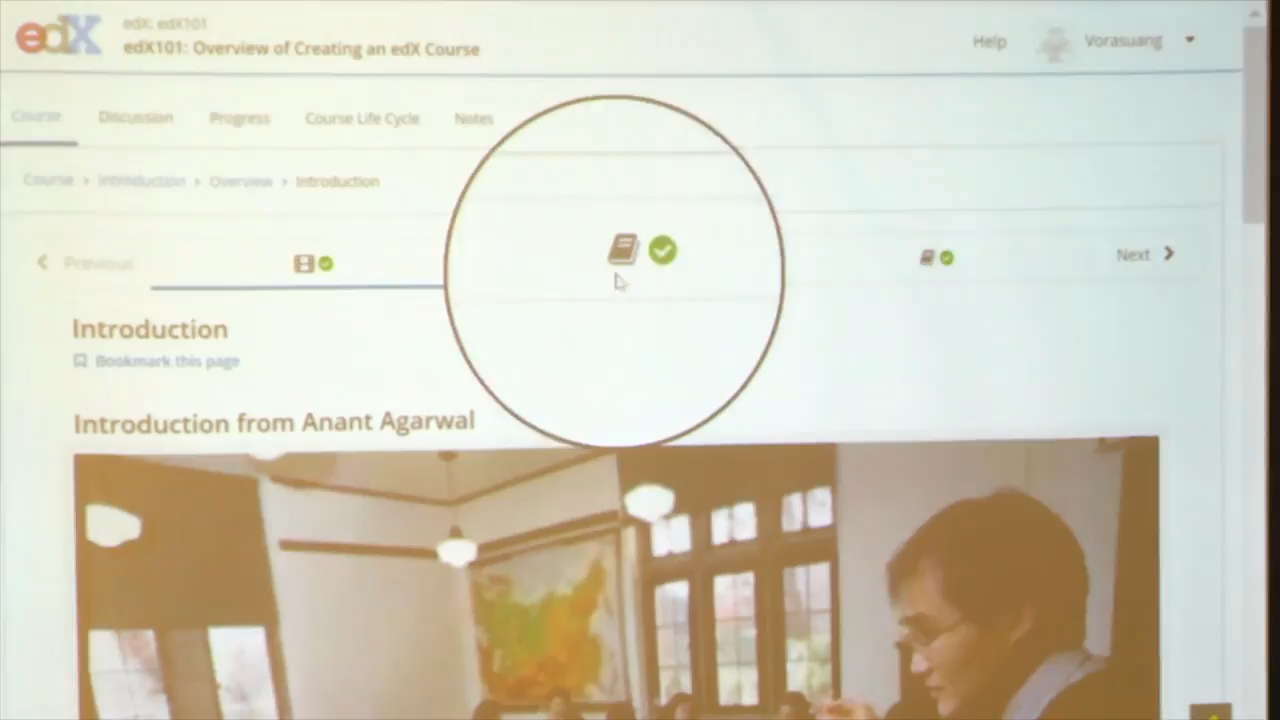 edX
edX: edX101
edX101: Overview of Creating an edX Course
Help
Vorasuang
Course
Discussion
Progress
Course Life Cycle
Notes
Course > Introduction > Overview > Introduction
Previous
Next
Introduction
Bookmark this page
Introduction from Anant Agarwal